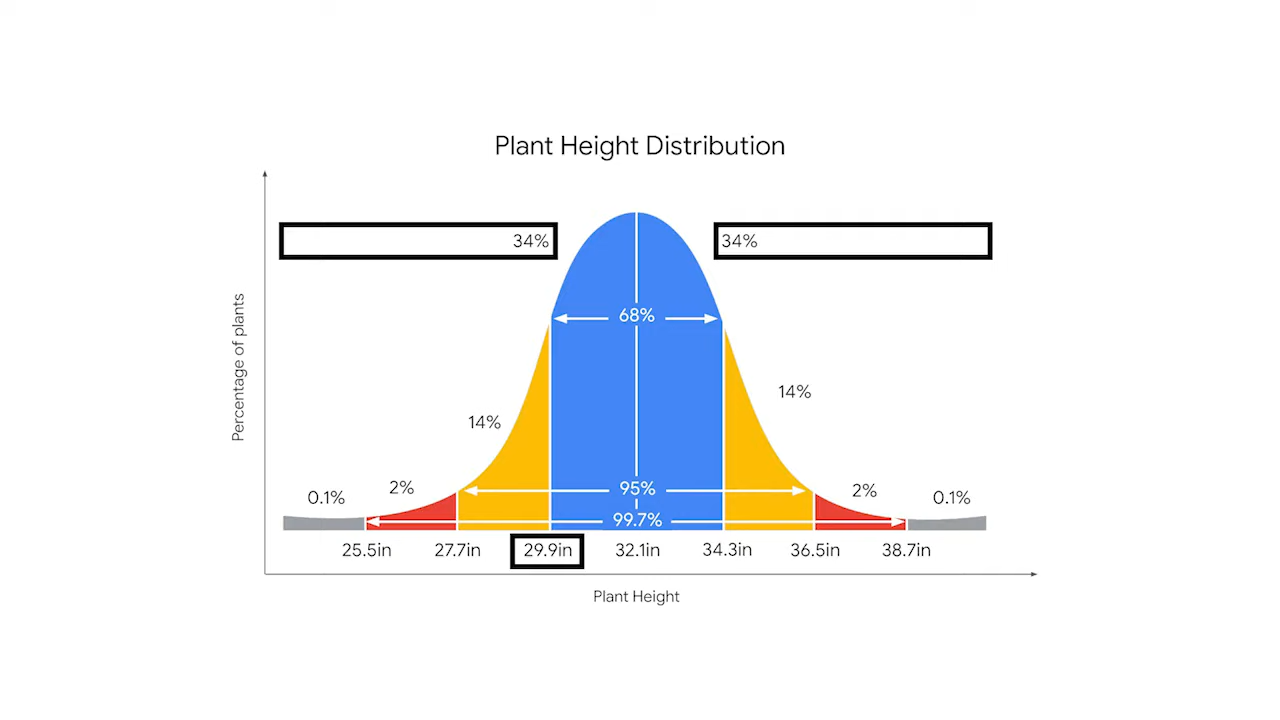 Plant Height Distribution
34%
34%
68%
Percentage of plants
14%
14%
0.1%
2%
95%
2%
0.1%
99.7%
25.5in
27.7in
29.9in
32.1in
34.3in
36.5in
38.7in
Plant Height